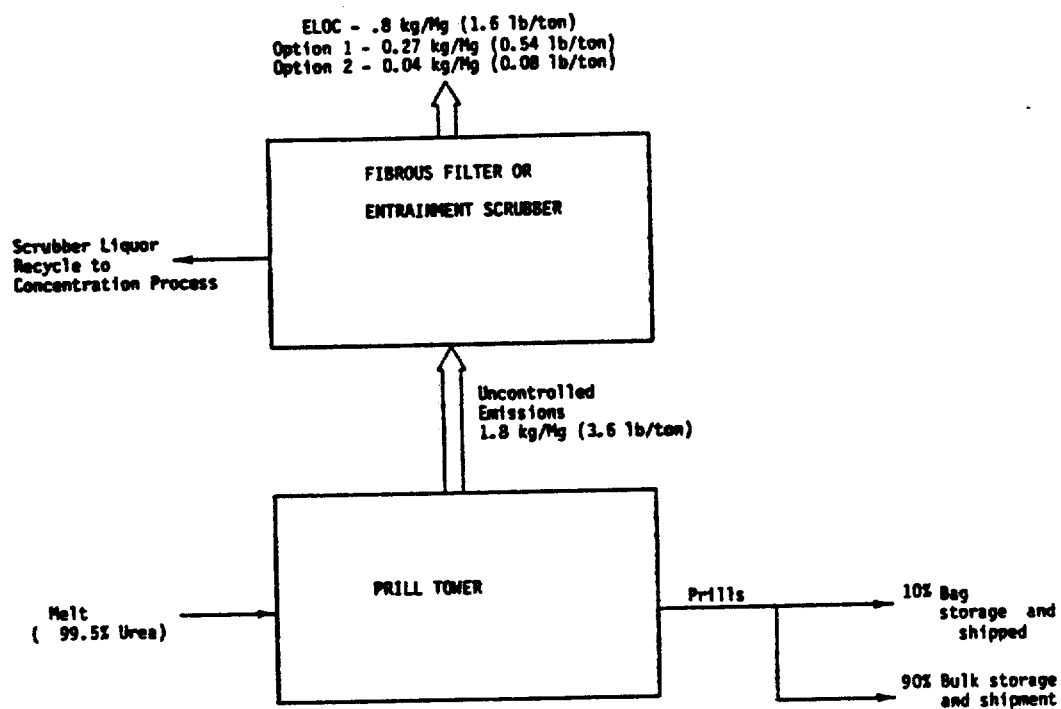 ELOC - .8 kg/Mg (1.6 lb/ton)
Option 1 - 0.27 kg/Mg (0.54 lb/ton)
Option 2 - 0.04 kg/Mg (0.08 lb/ton)
FIBROUS FILTER OR
ENTRAINMENT SCRUBBER
Scrubber Liquor
Recycle to
Concentration Process
Uncontrolled
Emissions
1.8 kg/Mg (3.6 lb/ton)
PRILL TOWER
Melt
( 99.5% Urea)
Prills
10% Bag
storage and
shipped
90% Bulk storage
and shipment